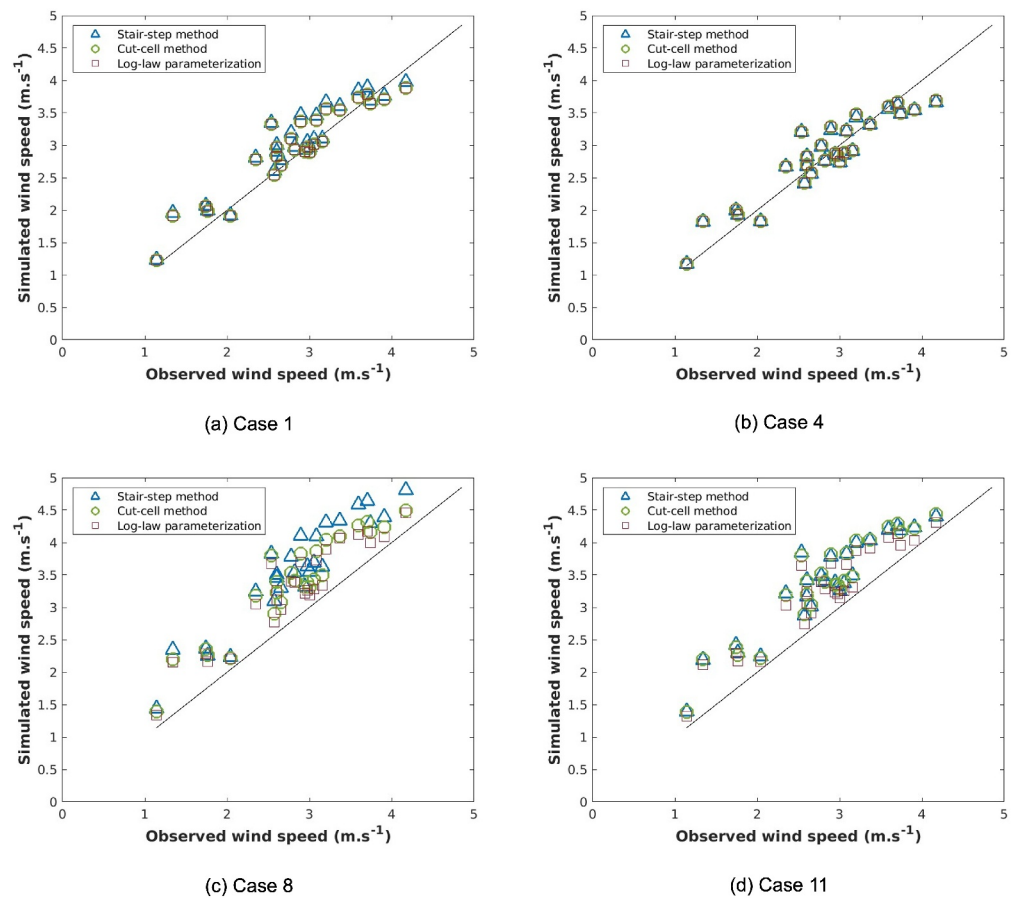 5
4.5
4
3.5
3
2.5
2
1.5
1
0.5
0
Simulated wind speed (m.s-1)
Stair-step method
Cut-cell method
Log-law parameterization
0 1 2 3 4 5
Observed wind speed (m.s-1)
(a) Case 1
5
4.5
4
3.5
3
2.5
2
1.5
1
0.5
0
Simulated wind speed (m.s-1)
Stair-step method
Cut-cell method
Log-law parameterization
0 1 2 3 4 5
Observed wind speed (m.s-1)
(b) Case 4
5
4.5
4
3.5
3
2.5
2
1.5
1
0.5
0
Simulated wind speed (m.s-1)
Stair-step method
Cut-cell method
Log-law parameterization
0 1 2 3 4 5
Observed wind speed (m.s-1)
(c) Case 8
5
4.5
4
3.5
3
2.5
2
1.5
1
0.5
0
Simulated wind speed (m.s-1)
Stair-step method
Cut-cell method
Log-law parameterization
0 1 2 3 4 5
Observed wind speed (m.s-1)
(d) Case 11